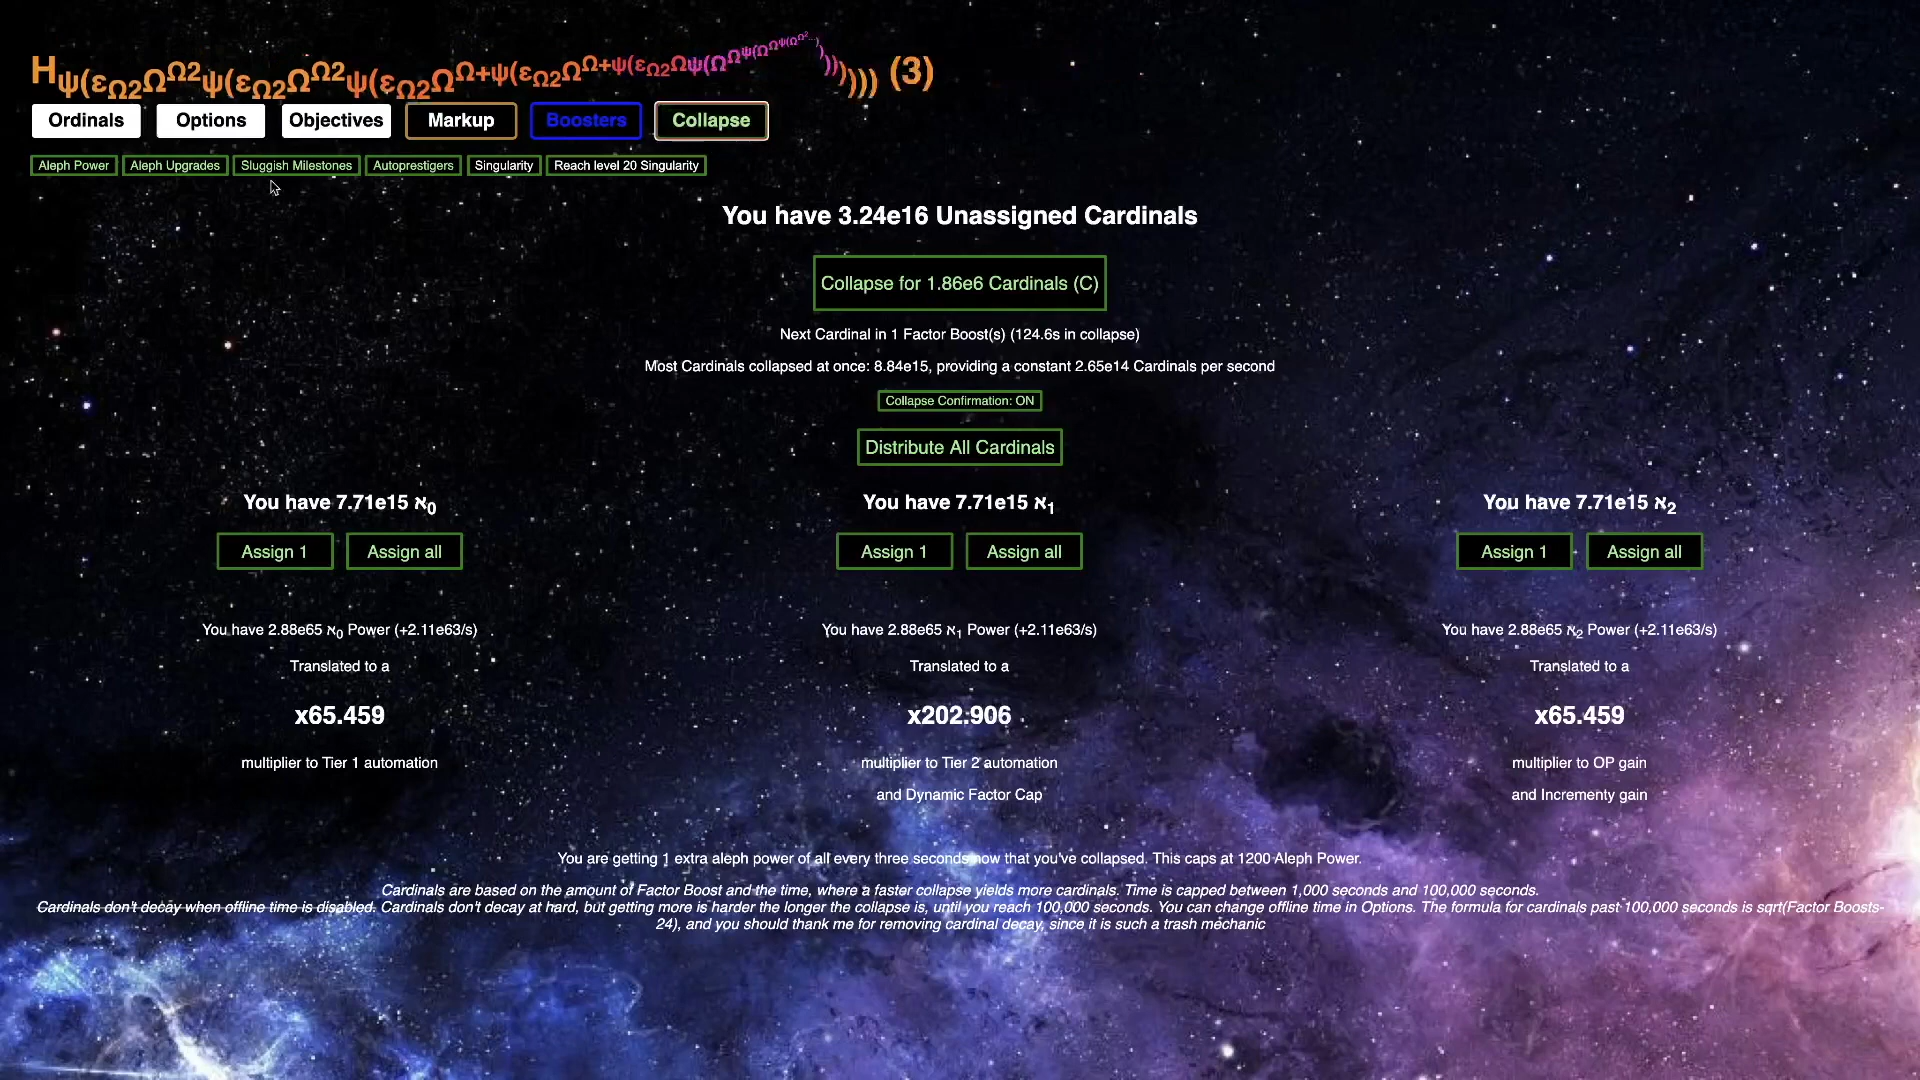 Hψ(εΩ2Ω^Ω2ψ(εΩ2Ω^Ω2ψ(εΩ2Ω^Ω+ψ(εΩ2Ω^Ω+ψ(εΩ2Ωψ(Ω^Ωψ(Ω^Ωψ(Ω^Ω2...)))))))) (3)
Ordinals Options Objectives Markup Boosters Collapse
Aleph Power Aleph Upgrades Sluggish Milestones Autoprestigers Singularity Reach level 20 Singularity
You have 3.24e16 Unassigned Cardinals
Collapse for 1.86e6 Cardinals (C)
Next Cardinal in 1 Factor Boost(s) (124.6s in collapse)
Most Cardinals collapsed at once: 8.84e15, providing a constant 2.65e14 Cardinals per second
Collapse Confirmation: ON
Distribute All Cardinals
You have 7.71e15 ℵ0 You have 7.71e15 ℵ1 You have 7.71e15 ℵ2
Assign 1 Assign all Assign 1 Assign all Assign 1 Assign all
You have 2.88e65 ℵ0 Power (+2.11e63/s) You have 2.88e65 ℵ1 Power (+2.11e63/s) You have 2.88e65 ℵ2 Power (+2.11e63/s)
Translated to a Translated to a Translated to a
x65.459 x202.906 x65.459
multiplier to Tier 1 automation multiplier to Tier 2 automation multiplier to OP gain
and Dynamic Factor Cap and Incrementy gain
You are getting 1 extra aleph power of all every three seconds now that you've collapsed. This caps at 1200 Aleph Power.
Cardinals are based on the amount of Factor Boost and the time, where a faster collapse yields more cardinals. Time is capped between 1,000 seconds and 100,000 seconds.
Cardinals don't decay when offline time is disabled. Cardinals don't decay at hard, but getting more is harder the longer the collapse is, until you reach 100,000 seconds. You can change offline time in Options. The formula for cardinals past 100,000 seconds is sqrt(Factor Boosts-
24), and you should thank me for removing cardinal decay, since it is such a trash mechanic